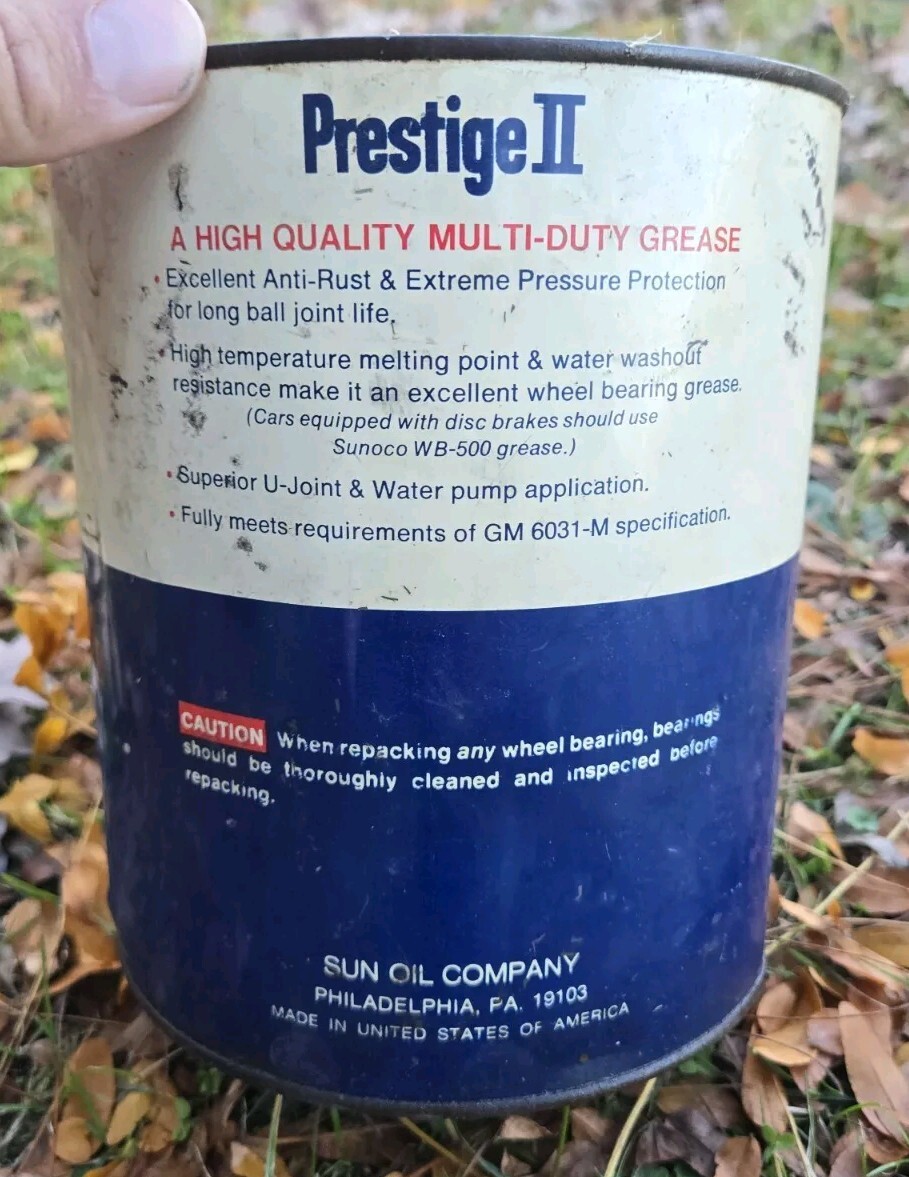 Prestige II
A HIGH QUALITY MULTI-DUTY GREASE
• Excellent Anti-Rust & Extreme Pressure Protection
for long ball joint life.
• High temperature melting point & water washout
resistance make it an excellent wheel bearing grease.
(Cars equipped with disc brakes should use
Sunoco WB-500 grease.)
• Superior U-Joint & Water pump application.
• Fully meets requirements of GM 6031-M specification.
CAUTION When repacking any wheel bearing, bearings
should be thoroughly cleaned and inspected before
repacking.
SUN OIL COMPANY
PHILADELPHIA, PA. 19103
MADE IN UNITED STATES OF AMERICA